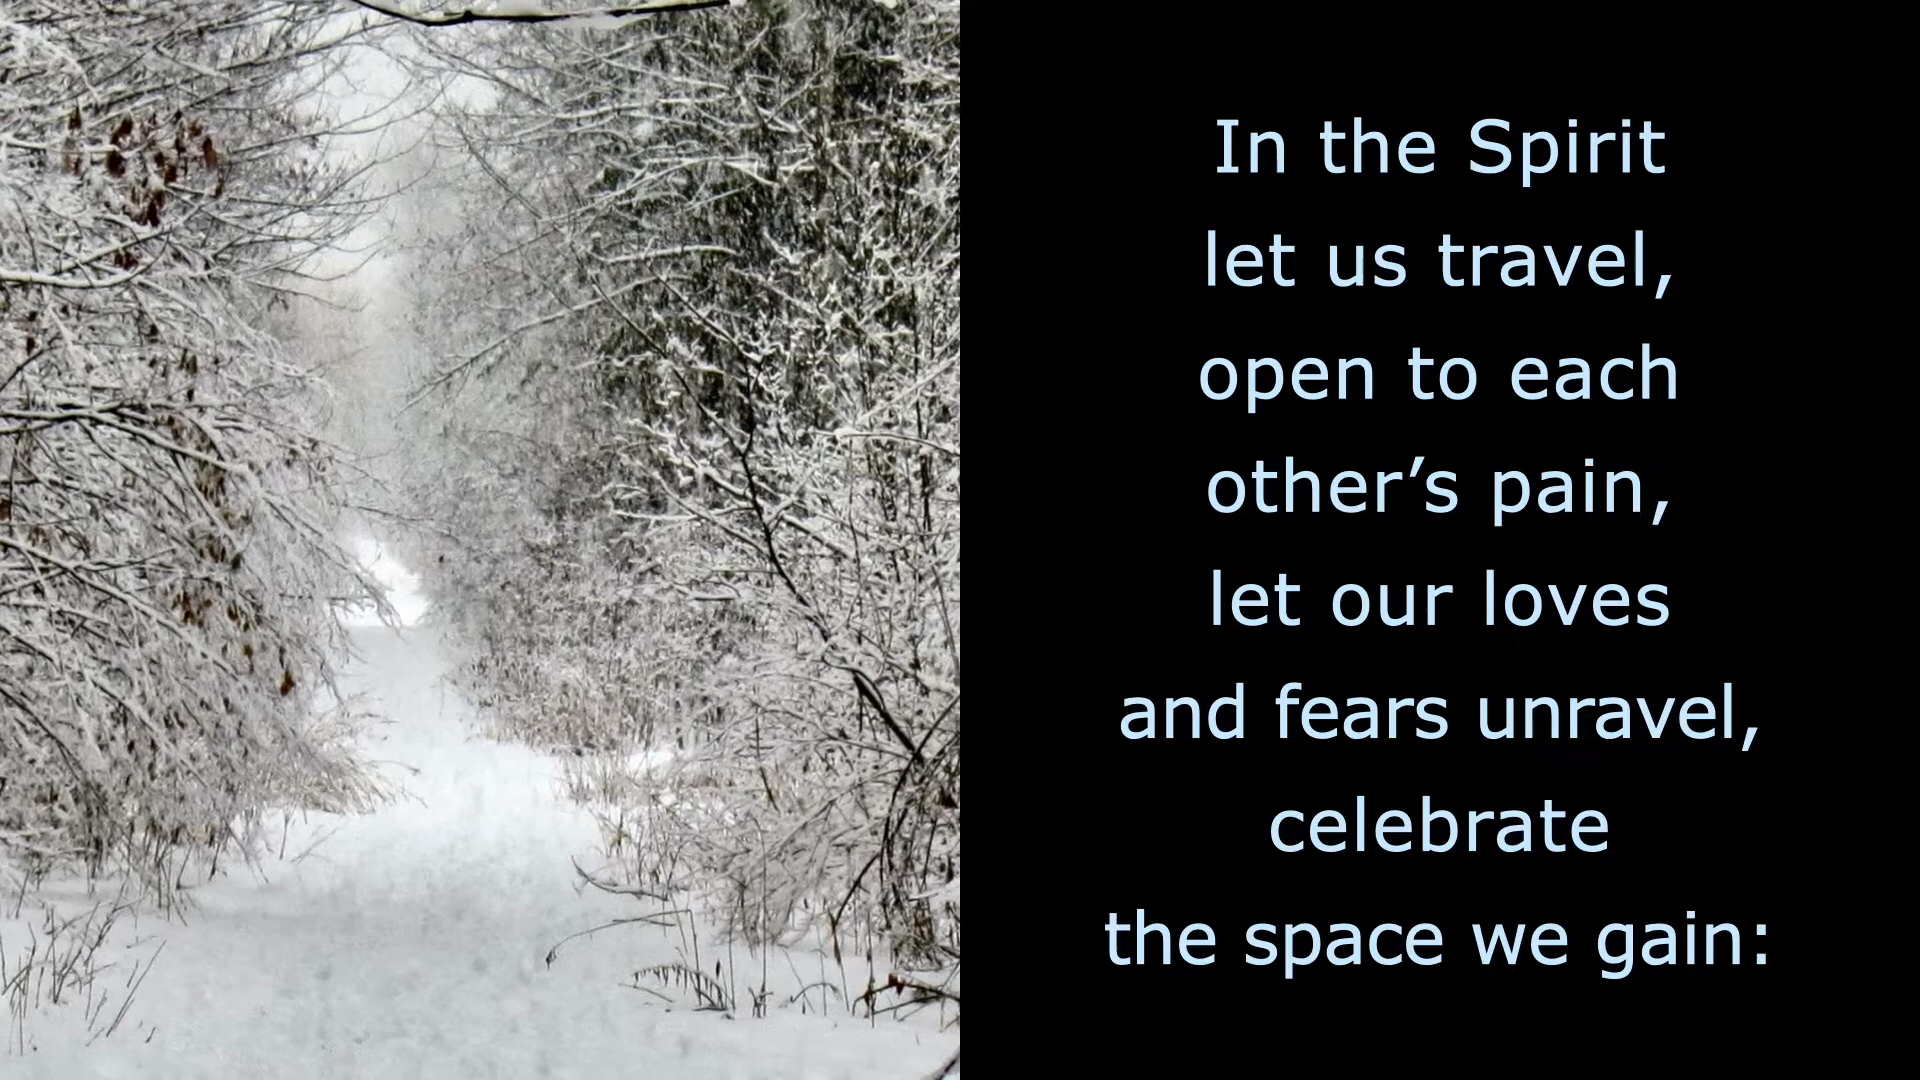 In the Spirit
let us travel,
open to each
other’s pain,
let our loves
and fears unravel,
celebrate
the space we gain: